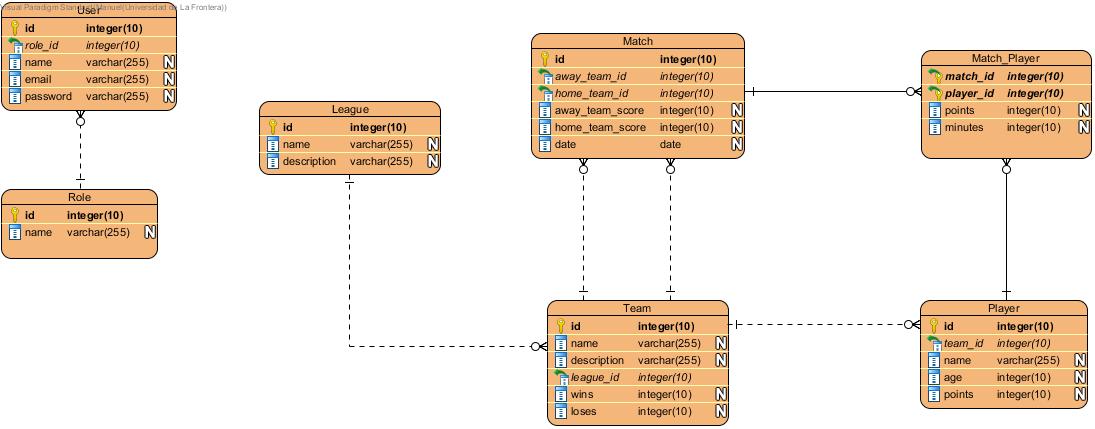 Visual Paradigm Standard(Manuel(Universidad de La Frontera))
User
id integer(10)
role_id integer(10)
name varchar(255) N
email varchar(255) N
password varchar(255) N
Role
id integer(10)
name varchar(255) N
League
id integer(10)
name varchar(255) N
description varchar(255) N
Match
id integer(10)
away_team_id integer(10)
home_team_id integer(10)
away_team_score integer(10) N
home_team_score integer(10) N
date date N
Match_Player
match_id integer(10)
player_id integer(10)
points integer(10) N
minutes integer(10) N
Team
id integer(10)
name varchar(255) N
description varchar(255) N
league_id integer(10)
wins integer(10) N
loses integer(10) N
Player
id integer(10)
team_id integer(10)
name varchar(255) N
age integer(10) N
points integer(10) N